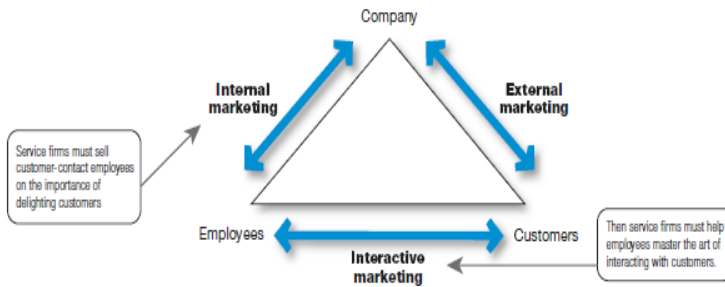 Company
Internal
marketing
External
marketing
Service firms must sell
customer-contact employees
on the importance of
delighting customers
Employees
Customers
Interactive
marketing
Then service firms must help
employees master the art of
interacting with customers.